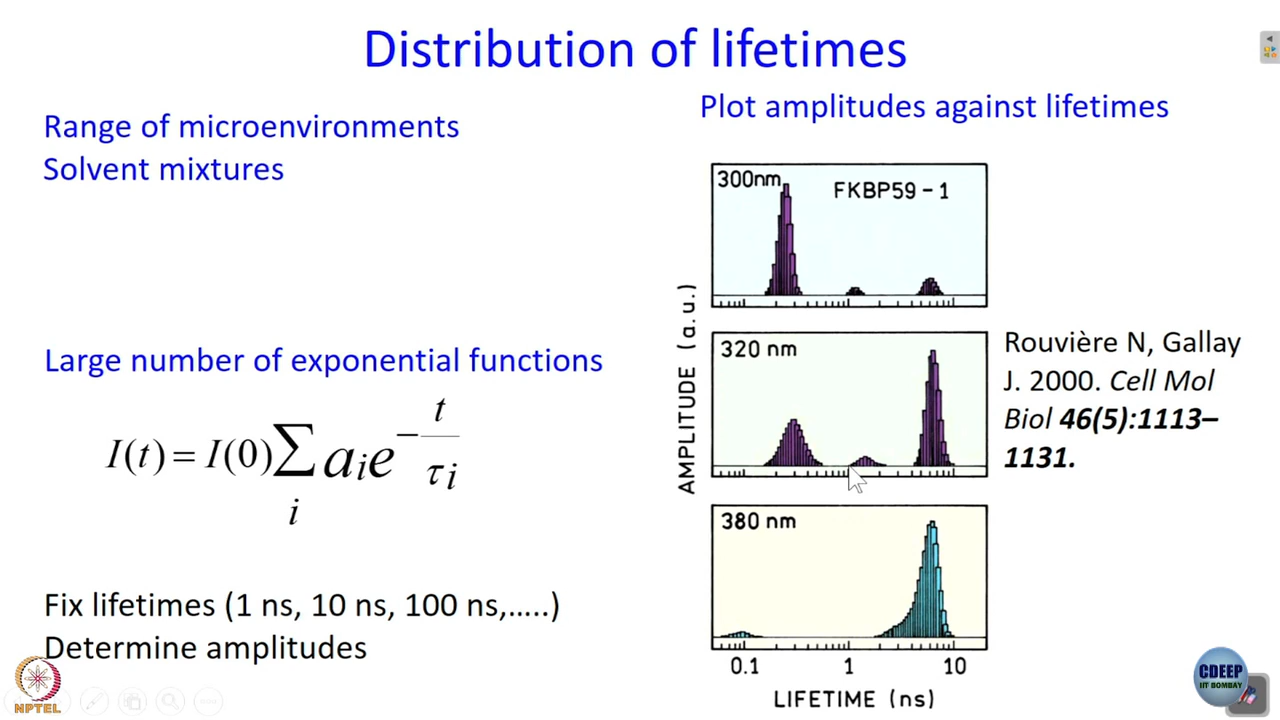 Distribution of lifetimes
Range of microenvironments
Solvent mixtures
Large number of exponential functions
I(t) = I(0)∑ᵢ aᵢe^(−t/τᵢ)
Fix lifetimes (1 ns, 10 ns, 100 ns,.....)
Determine amplitudes
Plot amplitudes against lifetimes
300nm
FKBP59-1
320 nm
380 nm
AMPLITUDE (a.u.)
0.1 1 10
LIFETIME (ns)
Rouvière N, Gallay
J. 2000. Cell Mol
Biol 46(5):1113–
1131.
NPTEL
CDEEP
IIT BOMBAY